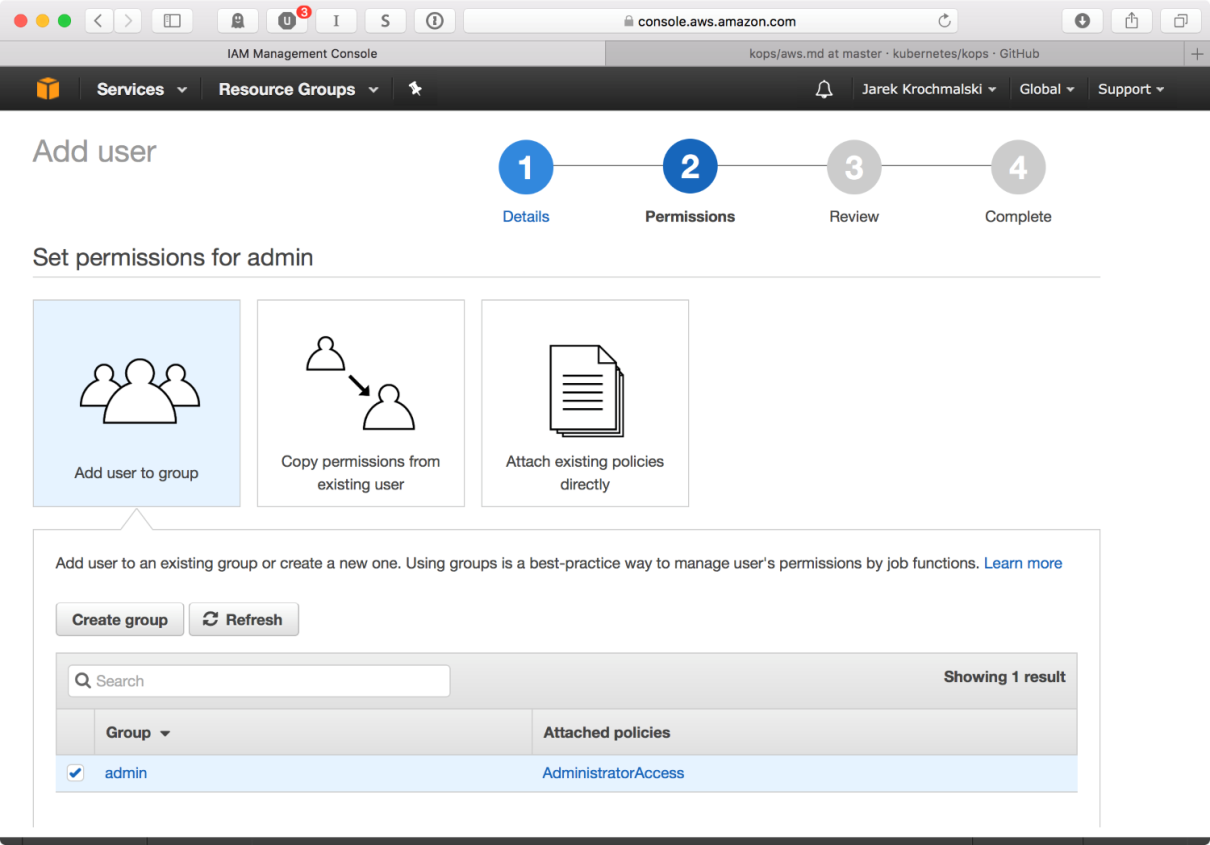 console.aws.amazon.com
3
IAM Management Console
kops/aws.md at master · kubernetes/kops · GitHub
Services
Resource Groups
Jarek Krochmalski
Global
Support
Add user
1
2
3
4
Details
Permissions
Review
Complete
Set permissions for admin
Add user to group
Copy permissions from
existing user
Attach existing policies
directly
Add user to an existing group or create a new one. Using groups is a best-practice way to manage user's permissions by job functions. Learn more
Create group
Refresh
Search
Showing 1 result
Group
Attached policies
admin
AdministratorAccess